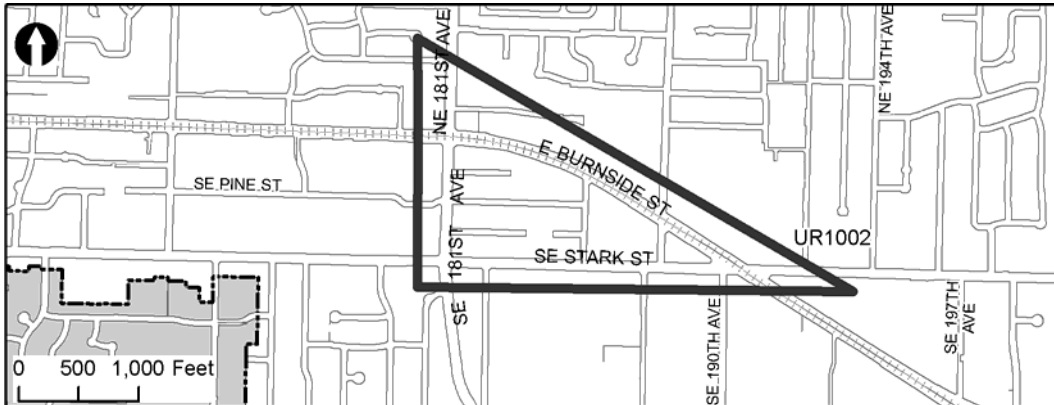 NE 181ST AVE
NE 194TH AVE
E BURNSIDE ST
SE PINE ST
SE 181ST AVE
UR1002
SE STARK ST
SE 190TH AVE
SE 197TH
AVE
0 500 1,000 Feet